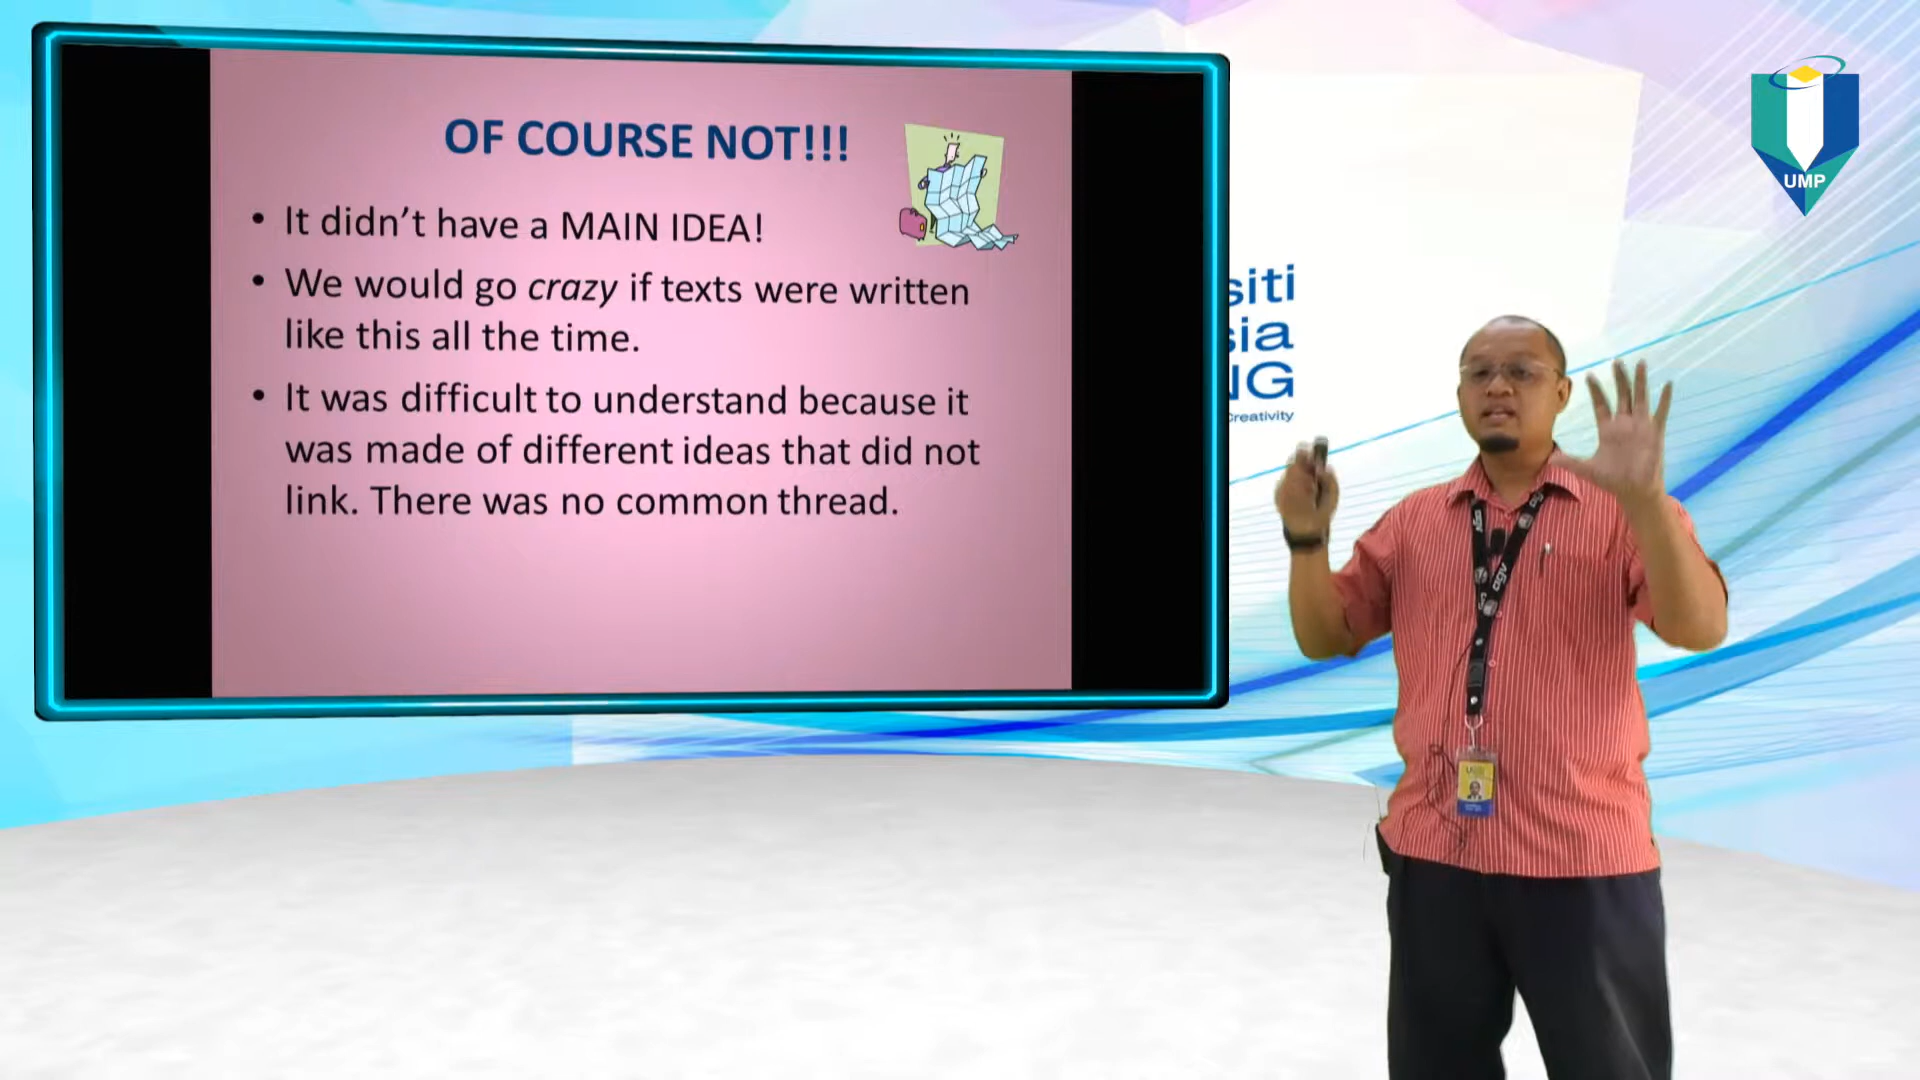 OF COURSE NOT!!!
• It didn’t have a MAIN IDEA!
• We would go crazy if texts were written
like this all the time.
• It was difficult to understand because it
was made of different ideas that did not
link. There was no common thread.
UMP
siti
sia
NG
Creativity